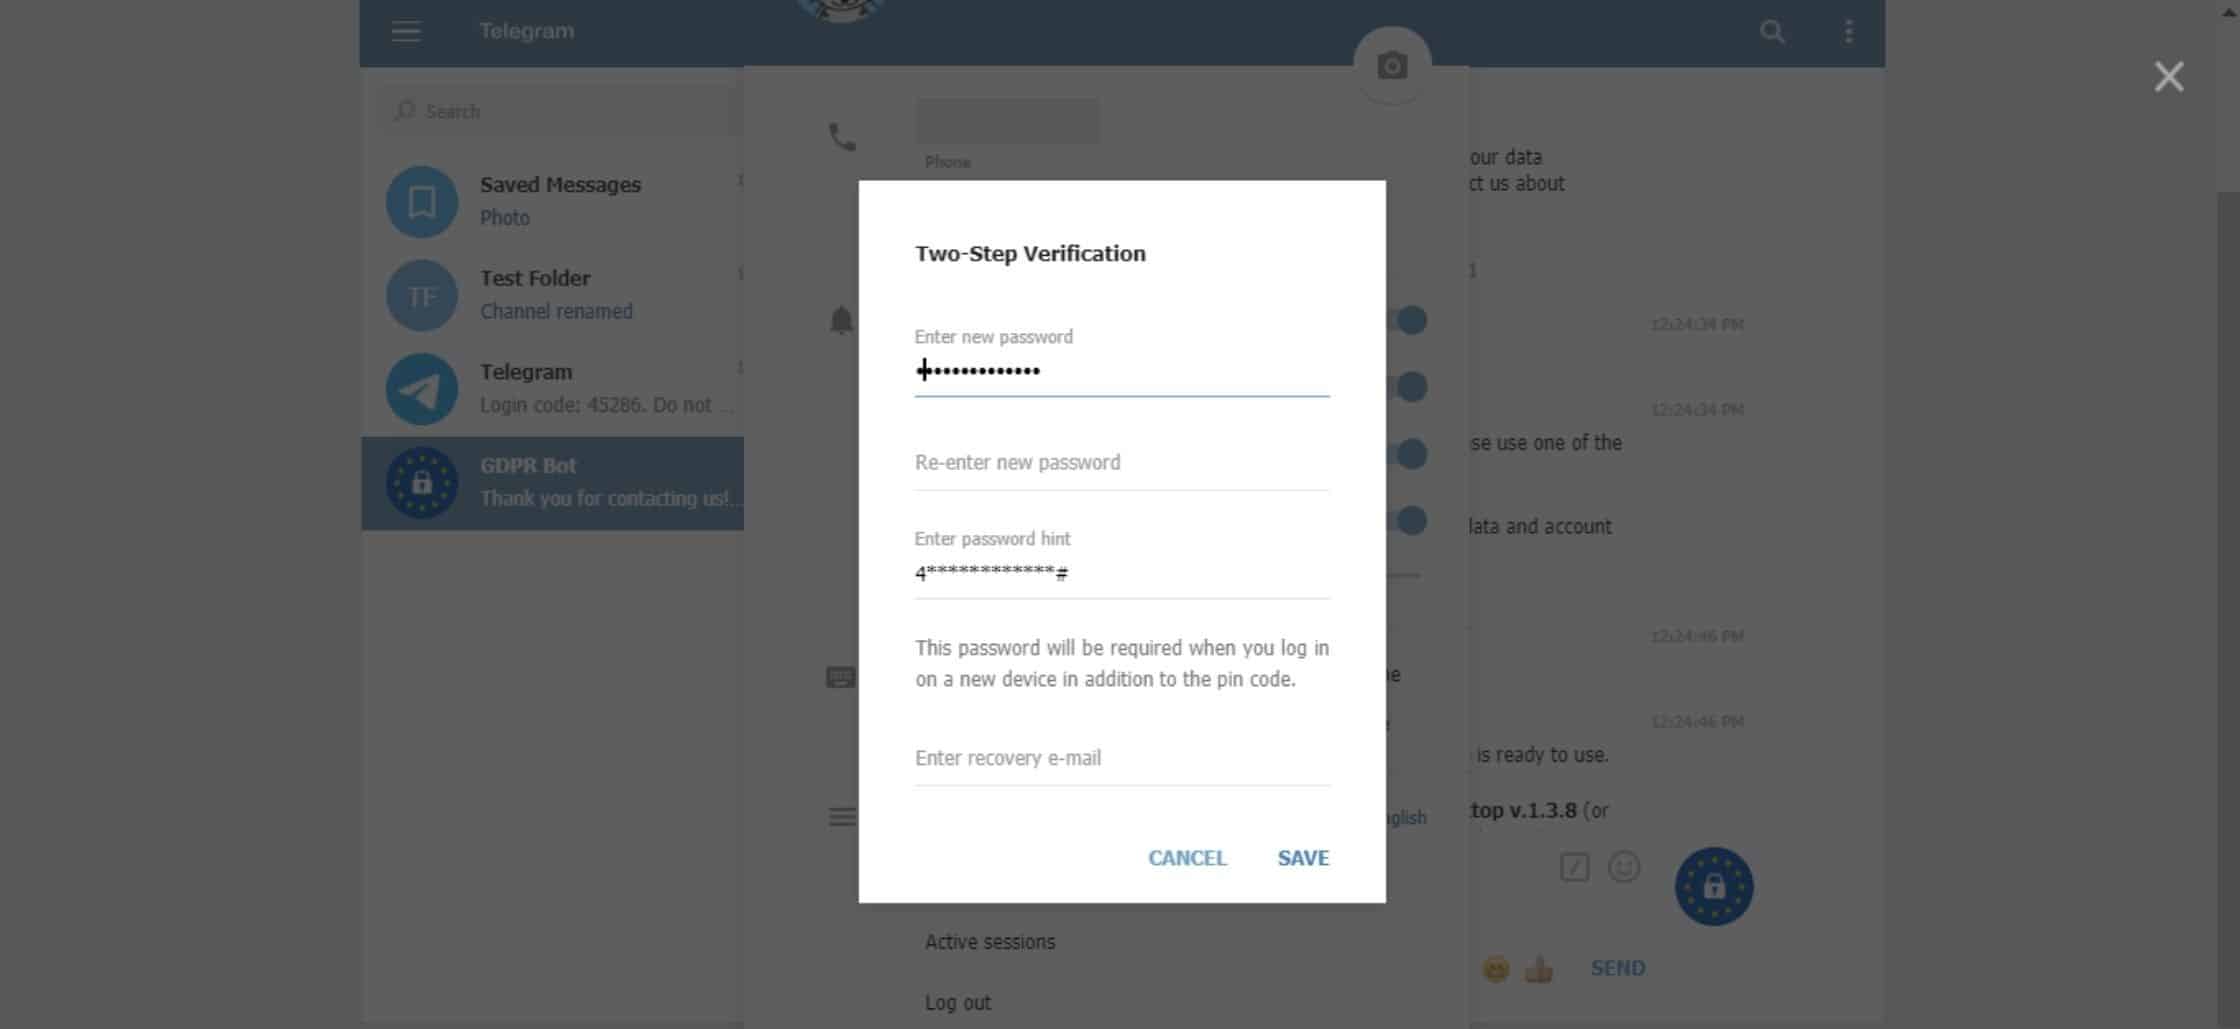 Telegram
Search
Saved Messages
Photo
Test Folder
Channel renamed
TF
Telegram
Login code: 45286. Do not ...
GDPR Bot
Thank you for contacting us!...
Phone
Two-Step Verification
Enter new password
•••••••••••••
Re-enter new password
Enter password hint
4************#
This password will be required when you log in
on a new device in addition to the pin code.
Enter recovery e-mail
CANCEL SAVE
Active sessions
Log out
our data
ct us about
12:24:34 PM
12:24:34 PM
se use one of the
data and account
12:24:46 PM
12:24:46 PM
is ready to use.
top v.1.3.8 (or
glish
SEND